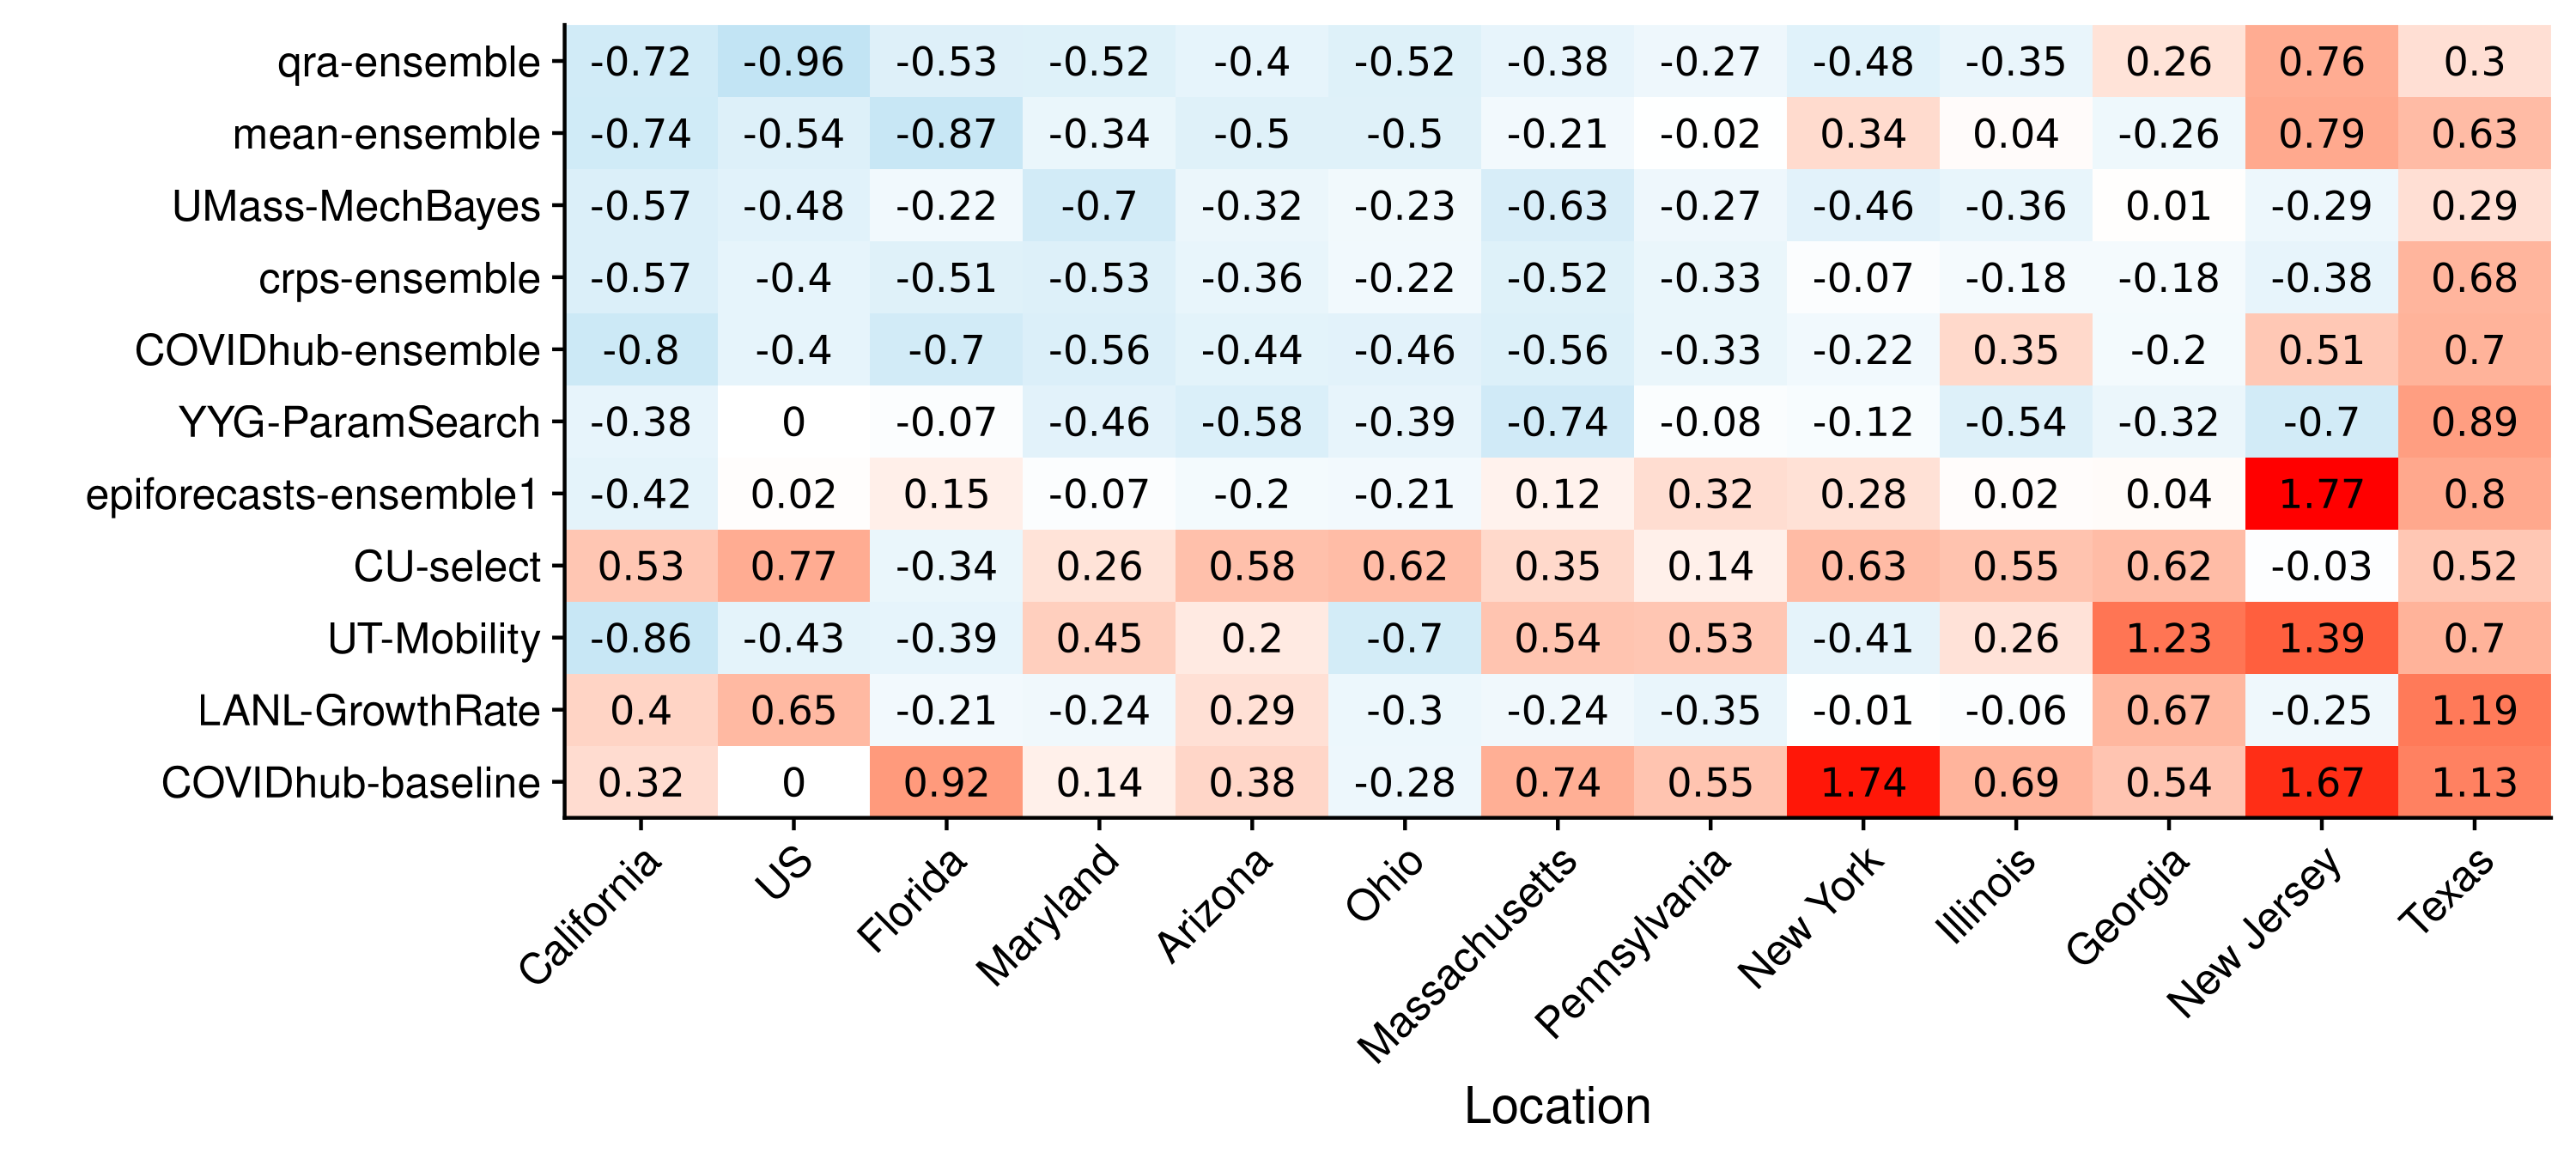 qra-ensemble -0.72 -0.96 -0.53 -0.52 -0.4 -0.52 -0.38 -0.27 -0.48 -0.35 0.26 0.76 0.3
mean-ensemble -0.74 -0.54 -0.87 -0.34 -0.5 -0.5 -0.21 -0.02 0.34 0.04 -0.26 0.79 0.63
UMass-MechBayes -0.57 -0.48 -0.22 -0.7 -0.32 -0.23 -0.63 -0.27 -0.46 -0.36 0.01 -0.29 0.29
crps-ensemble -0.57 -0.4 -0.51 -0.53 -0.36 -0.22 -0.52 -0.33 -0.07 -0.18 -0.18 -0.38 0.68
COVIDhub-ensemble -0.8 -0.4 -0.7 -0.56 -0.44 -0.46 -0.56 -0.33 -0.22 0.35 -0.2 0.51 0.7
YYG-ParamSearch -0.38 0 -0.07 -0.46 -0.58 -0.39 -0.74 -0.08 -0.12 -0.54 -0.32 -0.7 0.89
epiforecasts-ensemble1 -0.42 0.02 0.15 -0.07 -0.2 -0.21 0.12 0.32 0.28 0.02 0.04 1.77 0.8
CU-select 0.53 0.77 -0.34 0.26 0.58 0.62 0.35 0.14 0.63 0.55 0.62 -0.03 0.52
UT-Mobility -0.86 -0.43 -0.39 0.45 0.2 -0.7 0.54 0.53 -0.41 0.26 1.23 1.39 0.7
LANL-GrowthRate 0.4 0.65 -0.21 -0.24 0.29 -0.3 -0.24 -0.35 -0.01 -0.06 0.67 -0.25 1.19
COVIDhub-baseline 0.32 0 0.92 0.14 0.38 -0.28 0.74 0.55 1.74 0.69 0.54 1.67 1.13
California US Florida Maryland Arizona Ohio Massachusetts Pennsylvania New York Illinois Georgia New Jersey Texas
Location